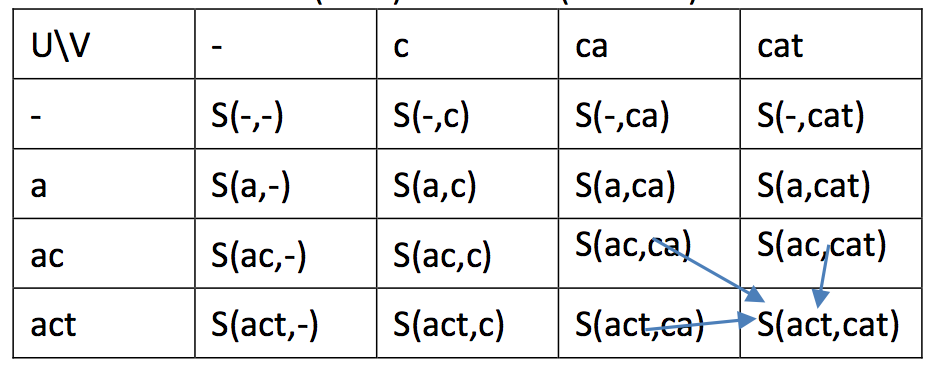 U\V - c ca cat
- S(-,-) S(-,c) S(-,ca) S(-,cat)
a S(a,-) S(a,c) S(a,ca) S(a,cat)
ac S(ac,-) S(ac,c) S(ac,ca) S(ac,cat)
act S(act,-) S(act,c) S(act,ca) S(act,cat)